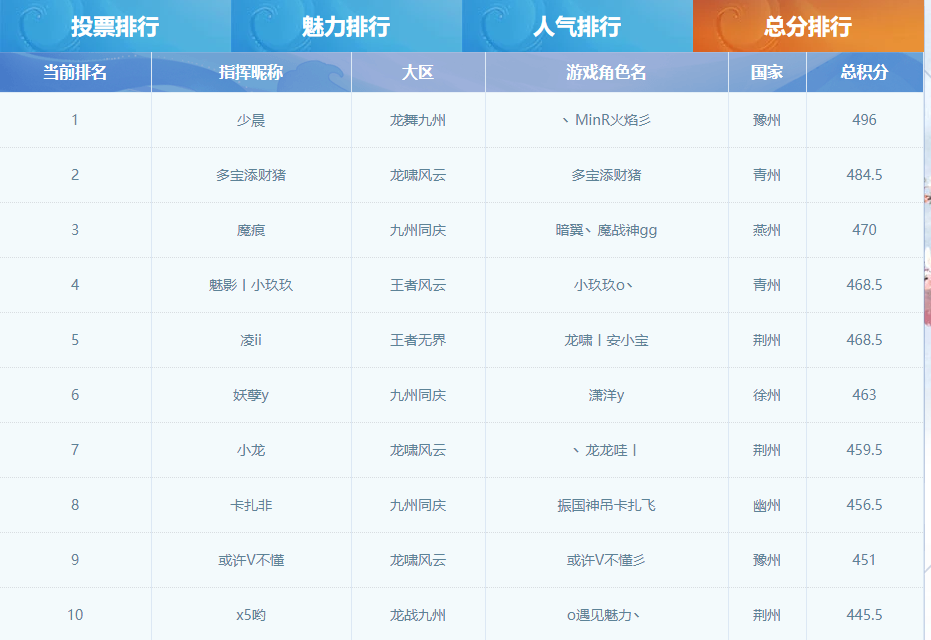 投票排行 魅力排行 人气排行 总分排行
当前排名 指挥昵称 大区 游戏角色名 国家 总积分
1 少晨 龙舞九州 丶MinR火焰彡 豫州 496
2 多宝添财猪 龙啸风云 多宝添财猪 青州 484.5
3 魔痕 九州同庆 暗翼丶魔战神gg 燕州 470
4 魅影丨小玖玖 王者风云 小玖玖o丶 青州 468.5
5 凌ii 王者无界 龙啸丨安小宝 荆州 468.5
6 妖孽y 九州同庆 潇洋y 徐州 463
7 小龙 龙啸风云 丶龙龙哇丨 荆州 459.5
8 卡扎非 九州同庆 振国神吊卡扎飞 幽州 456.5
9 或许V不懂 龙啸风云 或许V不懂彡 豫州 451
10 x5哟 龙战九州 o遇见魅力丶 荆州 445.5